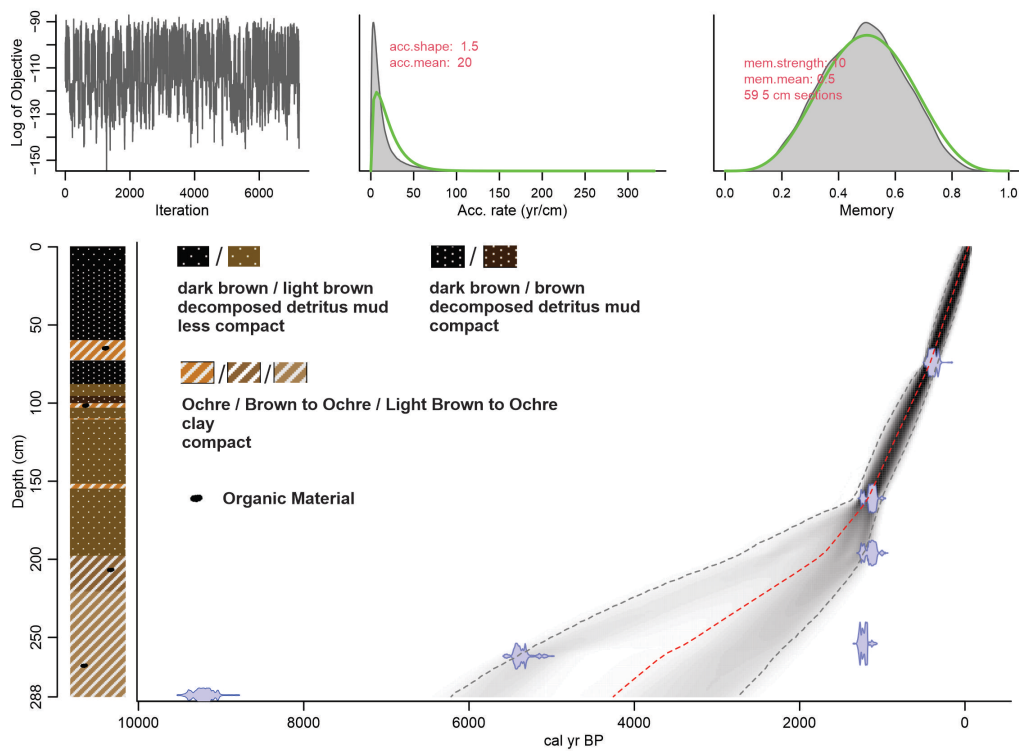 -90
-110
-130
-150
Log of Objective
0
2000
4000
6000
Iteration
acc.shape: 1.5
acc.mean: 20
0
50
100
150
200
250
300
Acc. rate (yr/cm)
mem.strength: 10
mem.mean: 0.5
59 5 cm sections
0.0
0.2
0.4
0.6
0.8
1.0
Memory
0
50
100
150
200
250
288
Depth (cm)
/
dark brown / light brown
decomposed detritus mud
less compact
/
dark brown / brown
decomposed detritus mud
compact
/ /
Ochre / Brown to Ochre / Light Brown to Ochre
clay
compact
Organic Material
10000
8000
6000
4000
2000
0
cal yr BP